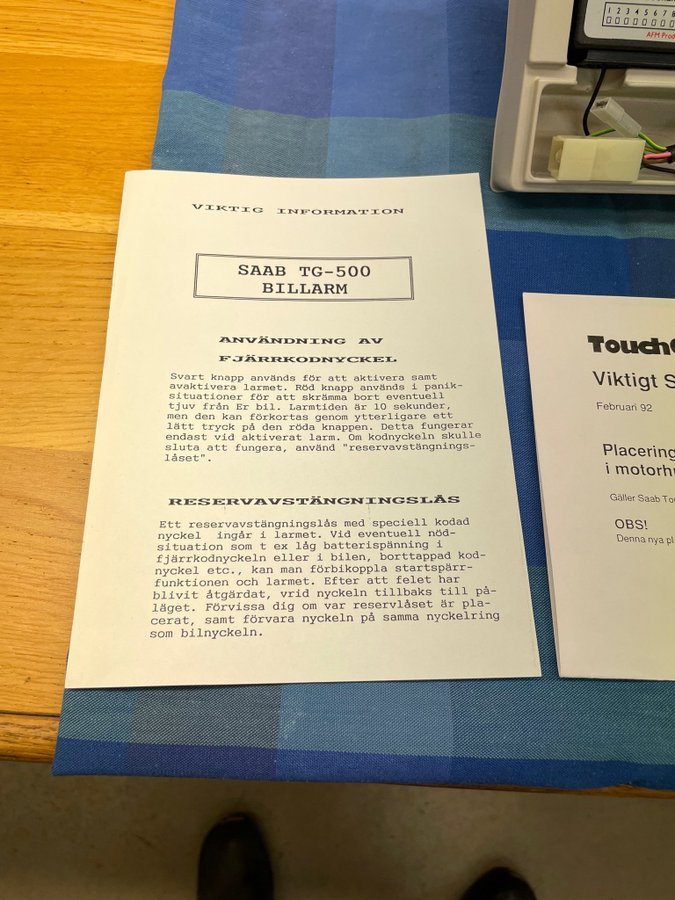 1 2 3 4 5 6 7 8
AFM Prod
VIKTIG INFORMATION
SAAB TG-500
BILLARM
ANVÄNDNING AV
FJÄRRKODNYCKEL
Svart knapp används för att aktivera samt
avaktivera larmet. Röd knapp används i panik-
situationer för att skrämma bort eventuell
tjuv från Er bil. Larmtiden är 10 sekunder,
men den kan förkortas genom ytterligare ett
lätt tryck på den röda knappen. Detta fungerar
endast vid aktiverat larm. Om kodnyckeln skulle
sluta att fungera, använd "reservavstängnings-
låset".
RESERVAVSTÄNGNINGSLÅS
Ett reservavstängningslås med speciell kodad
nyckel ingår i larmet. Vid eventuell nöd-
situation som t ex låg batterispänning i
fjärrkodnyckeln eller i bilen, borttappad kod-
nyckel etc., kan man förbikoppla startspärr-
funktionen och larmet. Efter att felet har
blivit åtgärdat, vrid nyckeln tillbaks till på-
läget. Förvissa dig om var reservlåset är pla-
cerat, samt förvara nyckeln på samma nyckelring
som bilnyckeln.
Touch
Viktigt S
Februari 92
Placering
i motorhu
Gäller Saab To
OBS!
Denna nya pl